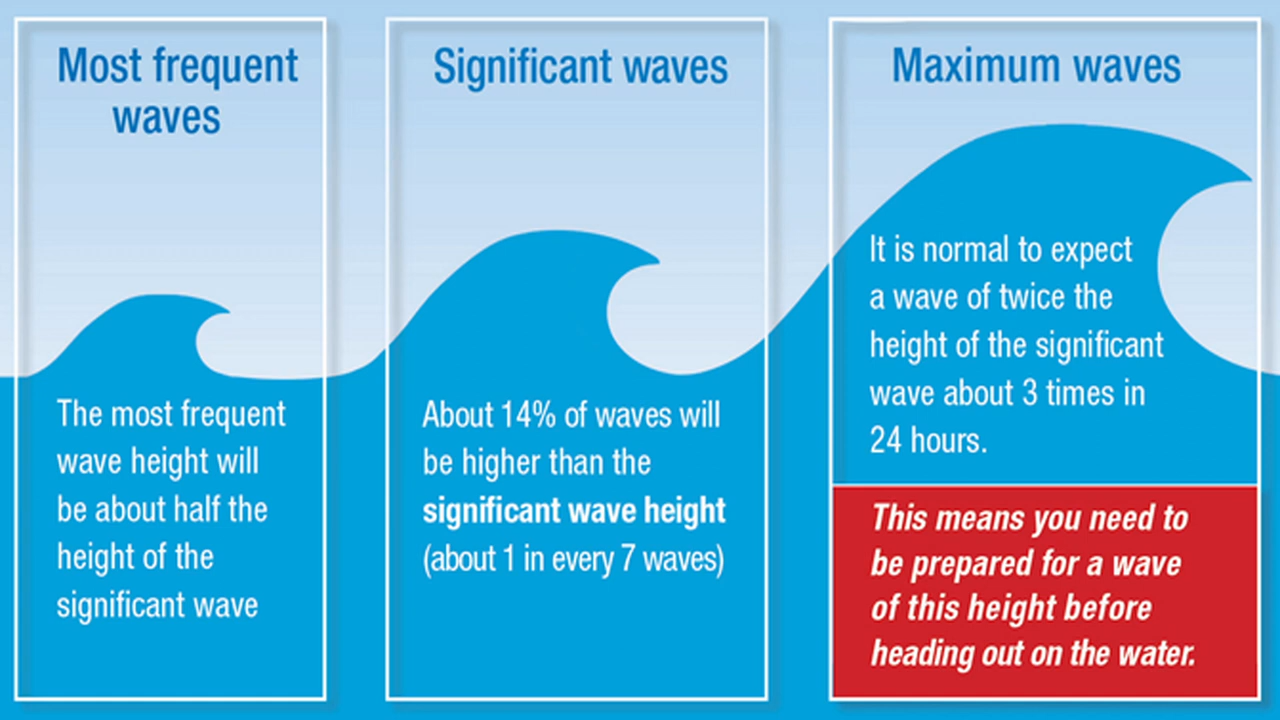 Most frequent
waves
The most frequent
wave height will
be about half the
height of the
significant wave
Significant waves
About 14% of waves will
be higher than the
significant wave height
(about 1 in every 7 waves)
Maximum waves
It is normal to expect
a wave of twice the
height of the significant
wave about 3 times in
24 hours.
This means you need to
be prepared for a wave
of this height before
heading out on the water.